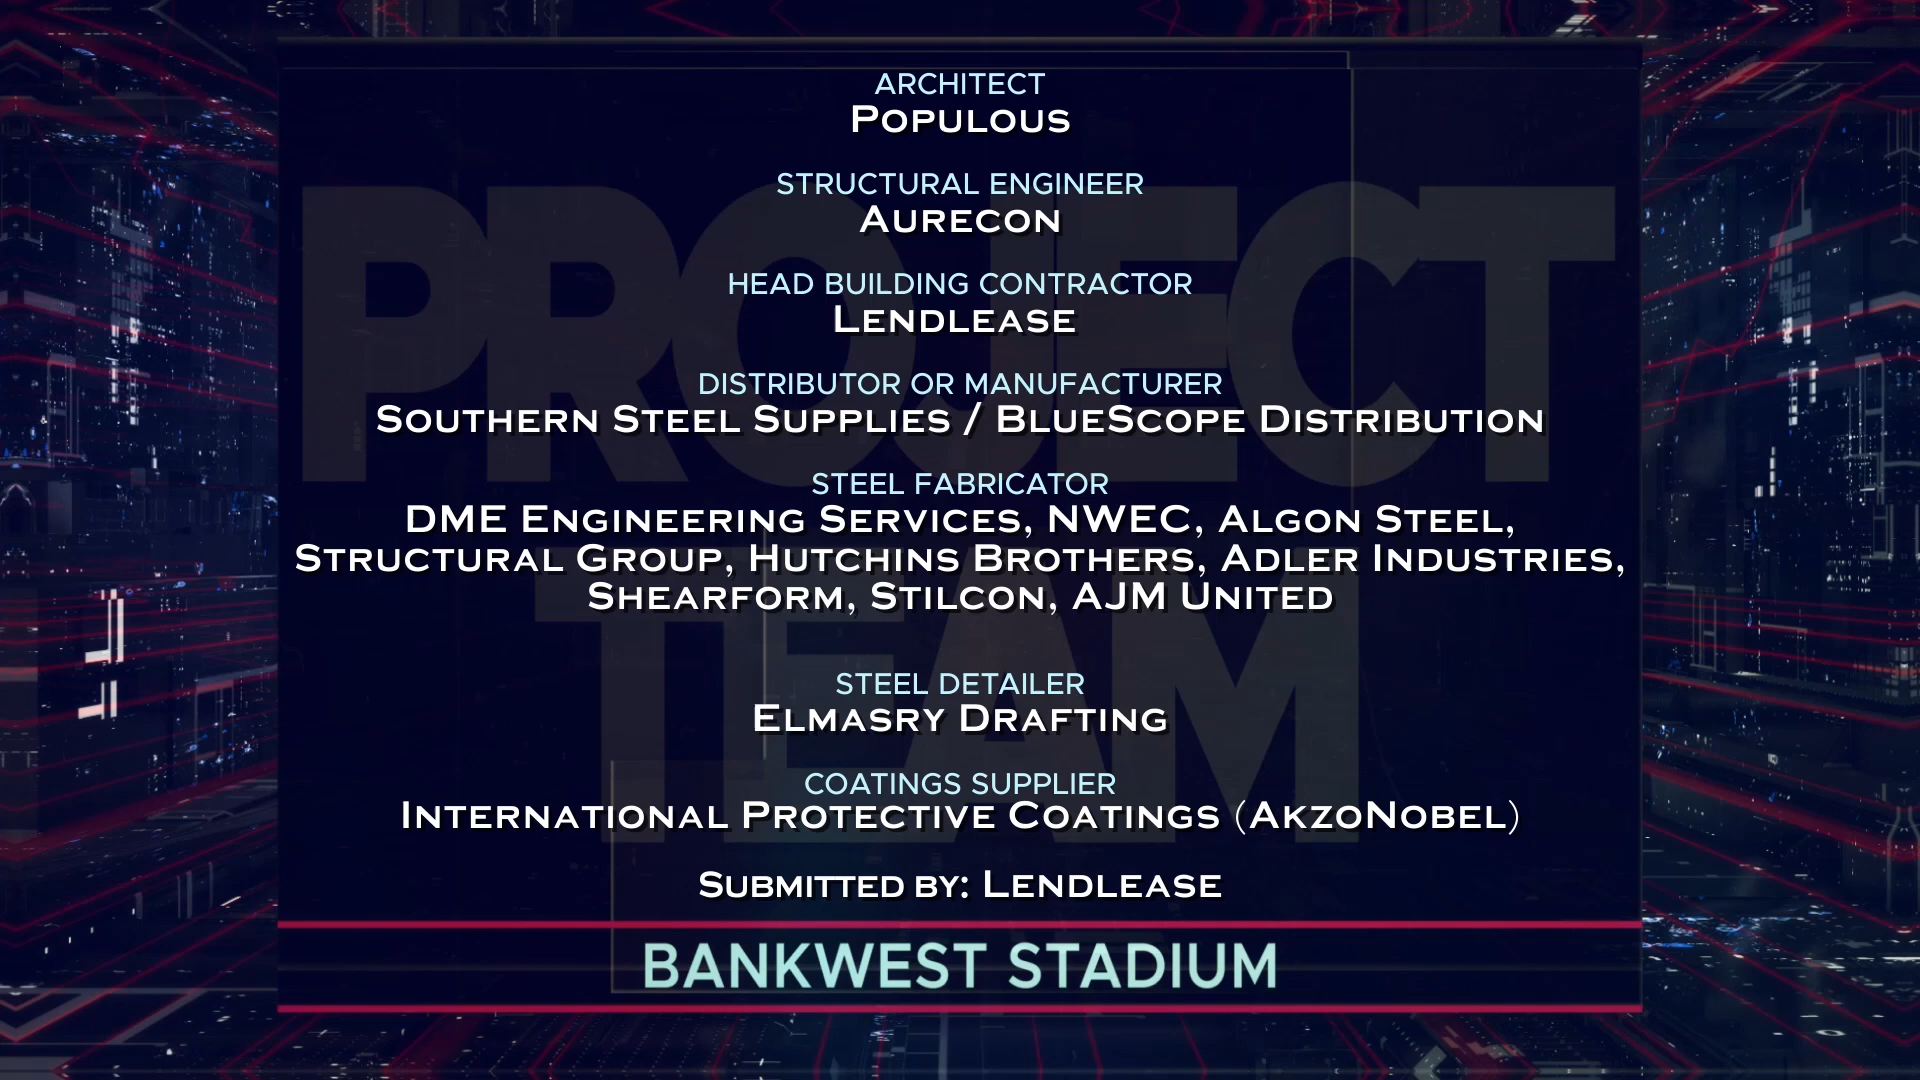 ARCHITECT
POPULOUS
STRUCTURAL ENGINEER
AURECON
HEAD BUILDING CONTRACTOR
LENDLEASE
DISTRIBUTOR OR MANUFACTURER
SOUTHERN STEEL SUPPLIES / BLUESCOPE DISTRIBUTION
STEEL FABRICATOR
DME ENGINEERING SERVICES, NWEC, ALGON STEEL,
STRUCTURAL GROUP, HUTCHINS BROTHERS, ADLER INDUSTRIES,
SHEARFORM, STILCON, AJM UNITED
STEEL DETAILER
ELMASRY DRAFTING
COATINGS SUPPLIER
INTERNATIONAL PROTECTIVE COATINGS (AKZONOBEL)
SUBMITTED BY: LENDLEASE
BANKWEST STADIUM
PROJECT
TEAM